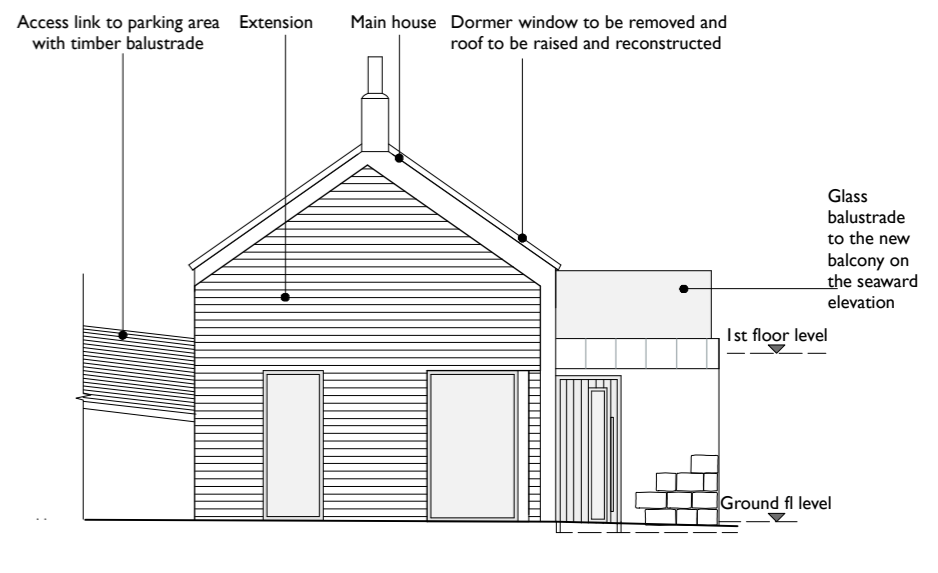 Access link to parking area
with timber balustrade
Extension
Main house
Dormer window to be removed and
roof to be raised and reconstructed
Glass
balustrade
to the new
balcony on
the seaward
elevation
1st floor level
Ground fl level